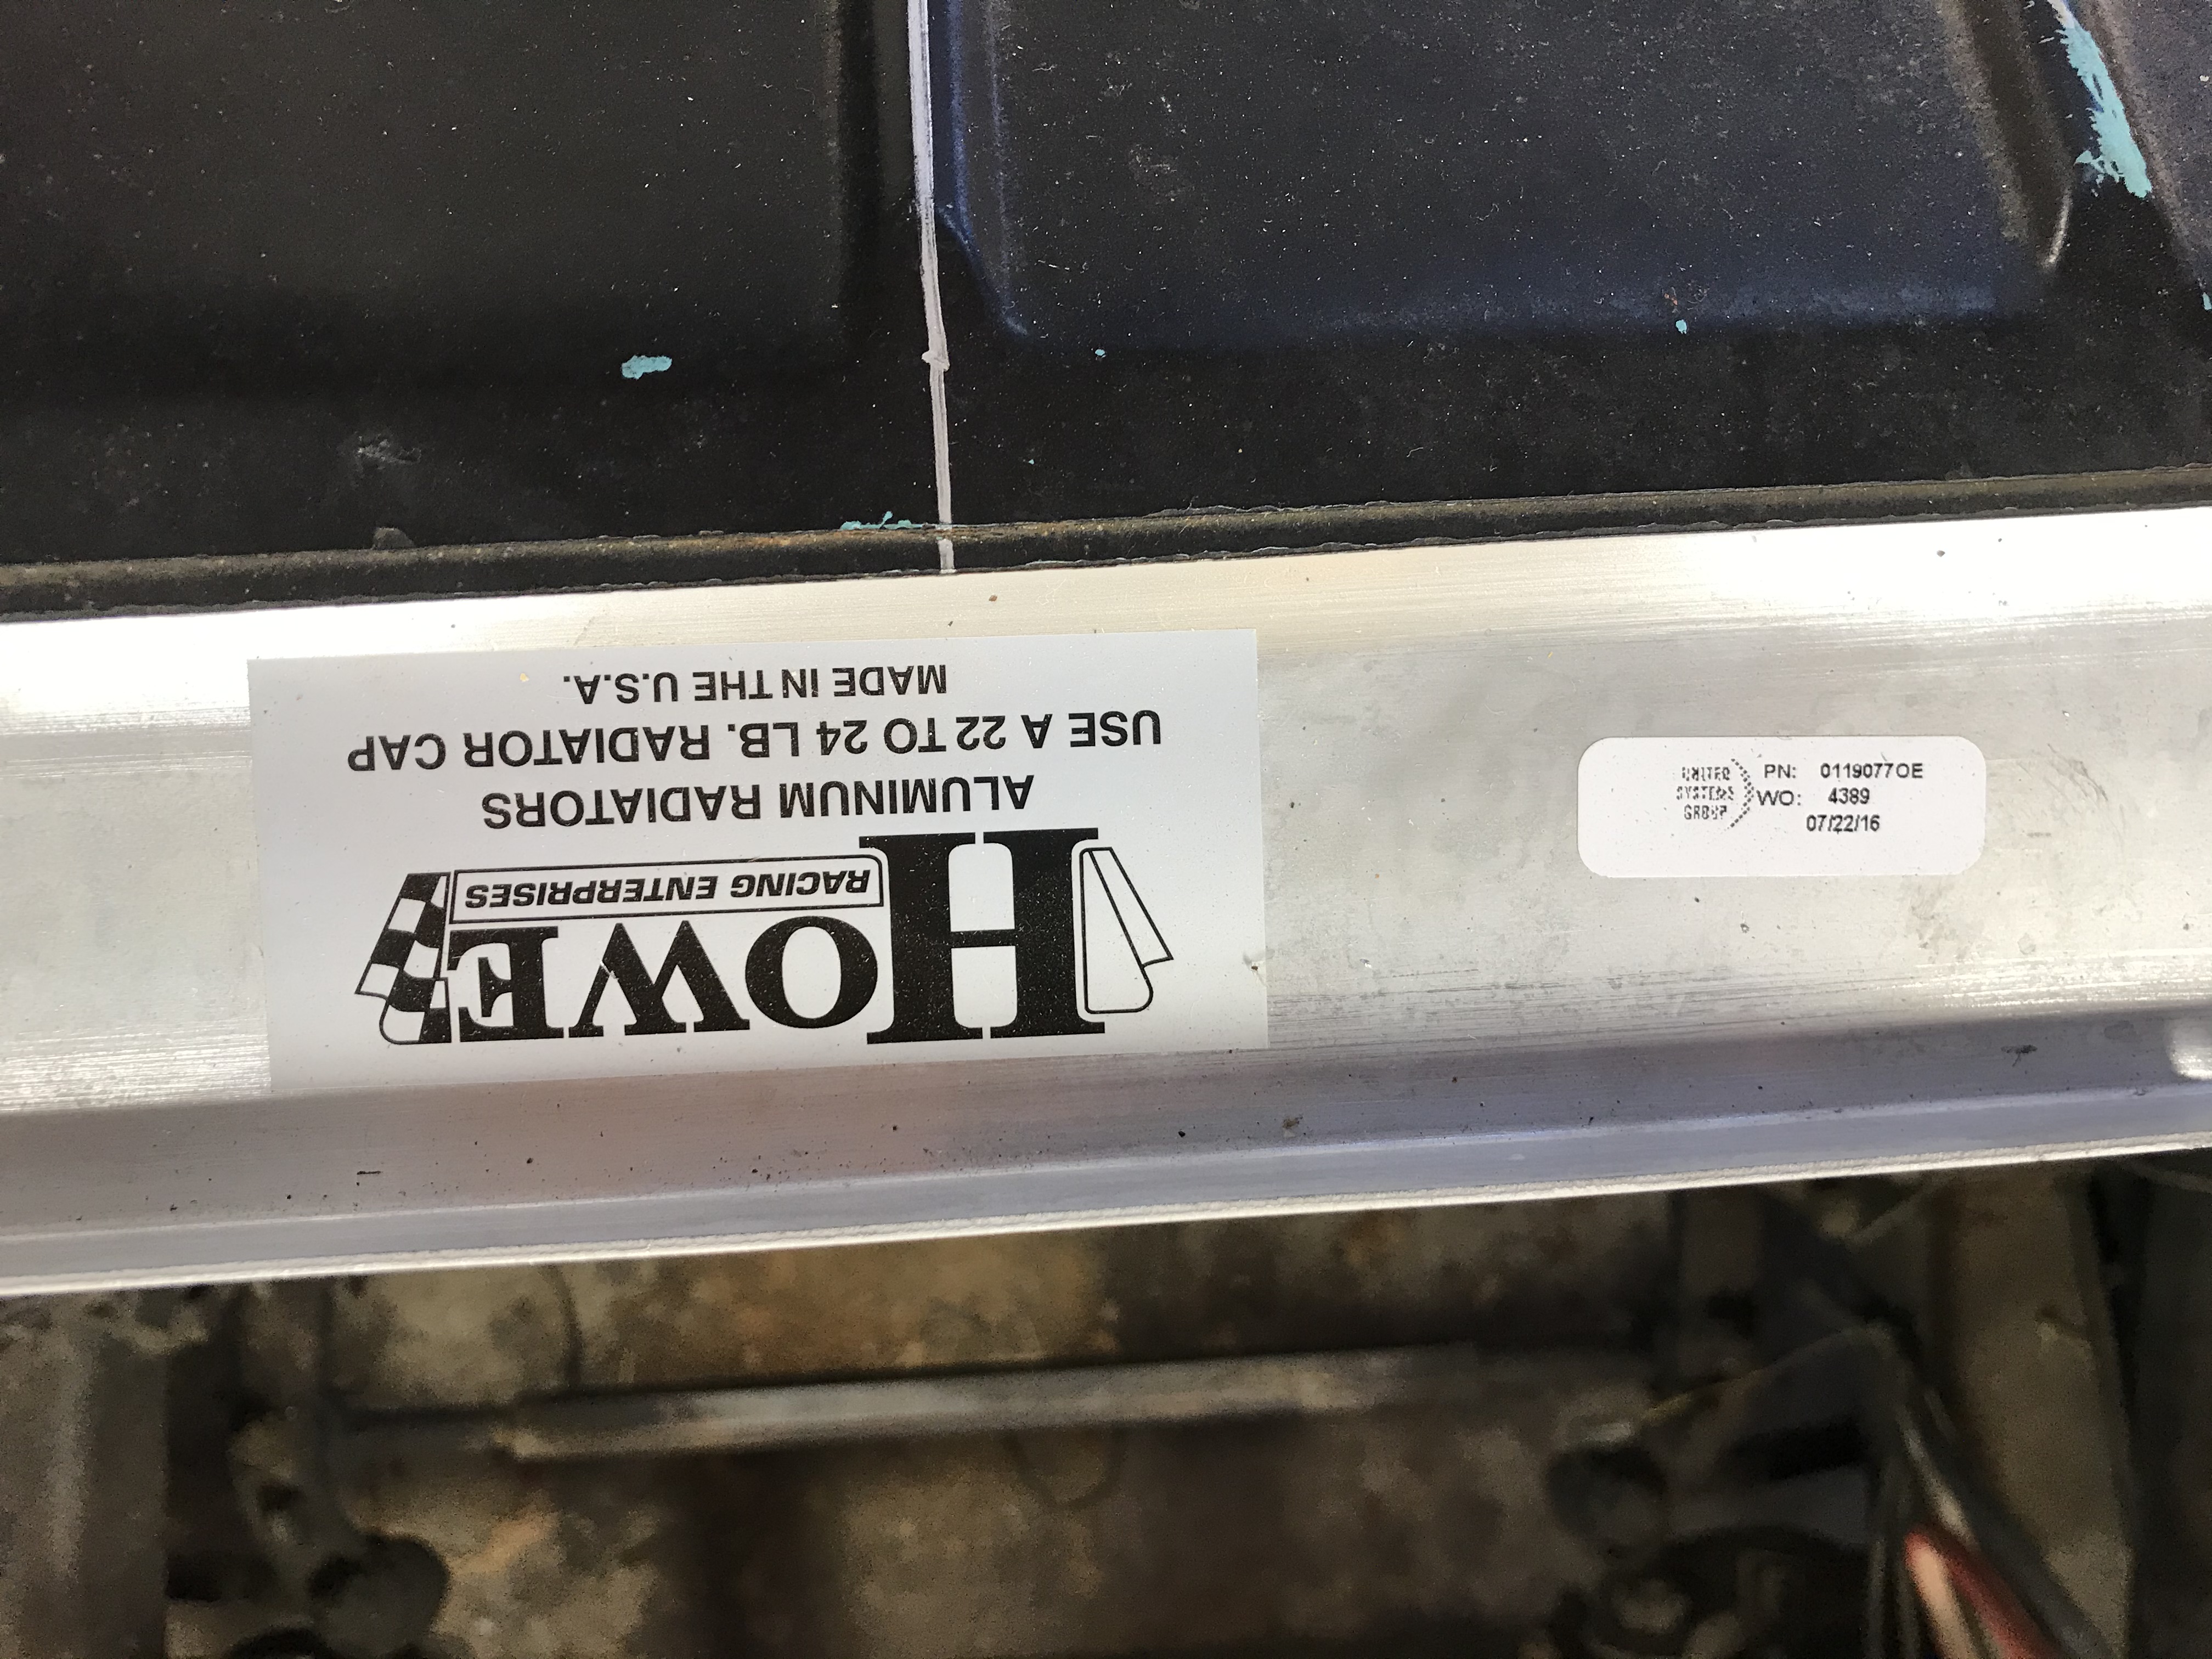 HOWE
RACING ENTERPRISES
ALUMINUM RADIATORS
USE A 22 TO 24 LB. RADIATOR CAP
MADE IN THE U.S.A.
UNITED
SYSTEMS
GROUP
PN: 0119077OE
WO: 4389
07/22/16